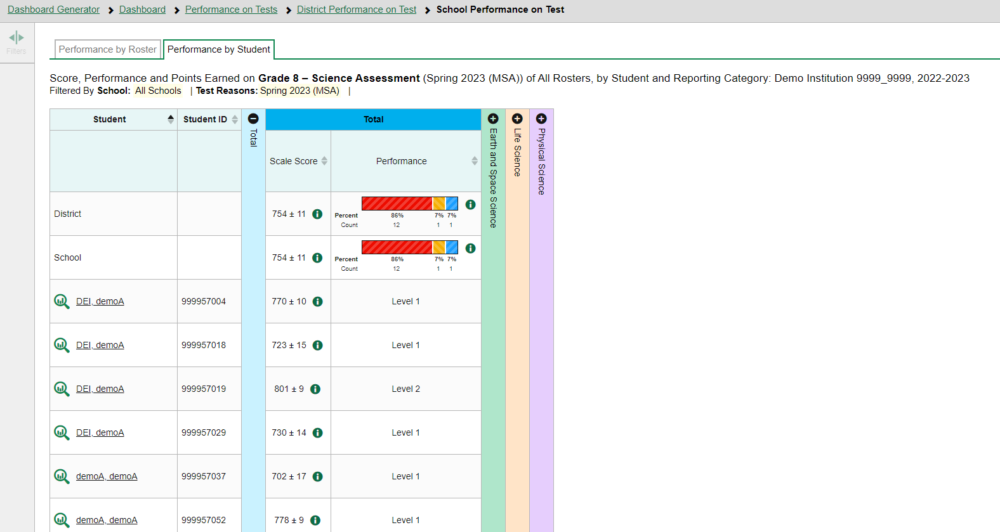 Dashboard Generator > Dashboard > Performance on Tests > District Performance on Test > School Performance on Test
Filters
Performance by Roster Performance by Student
Score, Performance and Points Earned on Grade 8 – Science Assessment (Spring 2023 (MSA)) of All Rosters, by Student and Reporting Category: Demo Institution 9999_9999, 2022-2023
Filtered By School: All Schools | Test Reasons: Spring 2023 (MSA) |
Student Student ID Total Total Earth and Space Science Life Science Physical Science
Scale Score Performance
District 754 ± 11
Percent 86% 7% 7%
Count 12 1 1
School 754 ± 11
Percent 86% 7% 7%
Count 12 1 1
DEI, demoA 999957004 770 ± 10 Level 1
DEI, demoA 999957018 723 ± 15 Level 1
DEI, demoA 999957019 801 ± 9 Level 2
DEI, demoA 999957029 730 ± 14 Level 1
demoA, demoA 999957037 702 ± 17 Level 1
demoA, demoA 999957052 778 ± 9 Level 1